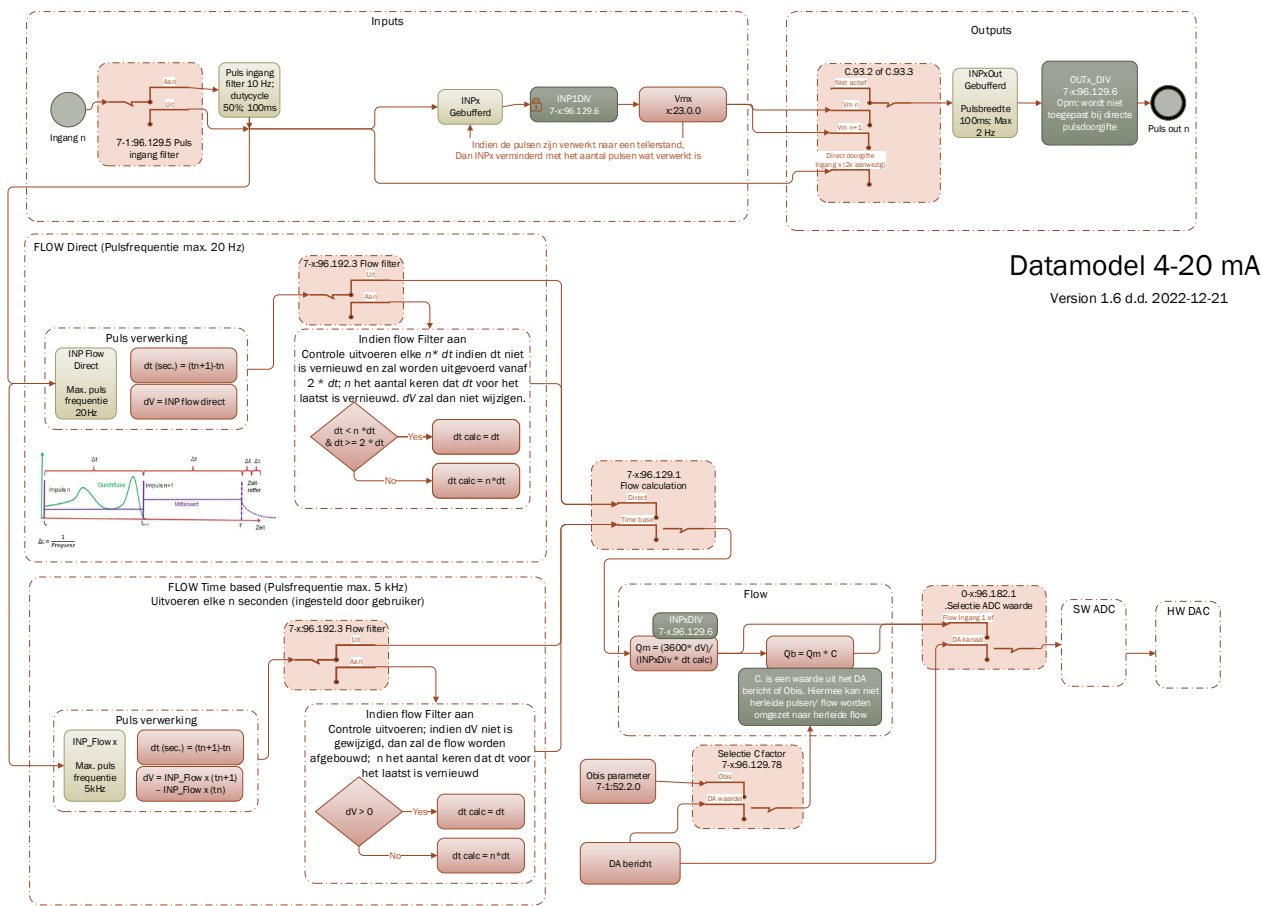 Inputs
Ingang n
Aan
Uit
7-1:96.129.5 Puls
ingang filter
Puls ingang
filter 10 Hz;
dutycycle
50%; 100ms
INPx
Gebufferd
INP1DIV
7-x:96.129.6
Vmx
x:23.0.0
Indien de pulsen zijn verwerkt naar een tellerstand,
Dan INPx verminderd met het aantal pulsen wat verwerkt is
Outputs
C.93.2 of C.93.3
Niet actief
Vm n
Vm n+1
Direct doorgifte
Ingang x (2x aanwezig)
INPxOut
Gebufferd
Pulsbreedte
100ms; Max
2 Hz
OUTx_DIV
7-x:96.129.6
Opm: wordt niet
toegepast bij directe
pulsdoorgifte
Puls out n
Datamodel 4-20 mA
Version 1.6 d.d. 2022-12-21
FLOW Direct (Pulsfrequentie max. 20 Hz)
7-x:96.192.3 Flow filter
Uit
Aan
Puls verwerking
INP Flow
Direct
Max. puls
frequentie
20Hz
dt (sec.) = (tn+1)-tn
dV = INP flow direct
Indien flow Filter aan
Controle uitvoeren elke n* dt indien dt niet
is vernieuwd en zal worden uitgevoerd vanaf
2 * dt; n het aantal keren dat dt voor het
laatst is vernieuwd. dV zal dan niet wijzigen.
dt < n *dt
& dt >= 2 * dt
Yes
dt calc = dt
No
dt calc = n*dt
Δt
Δt
Δt
Δt
Impuls n
Durchfluss
Impuls n+1
Mittelwert
Zeit-
raffer
Zeit
Δt = 1
Frequenz
7-x:96.129.1
Flow calculation
Direct
Time base
FLOW Time based (Pulsfrequentie max. 5 kHz)
Uitvoeren elke n seconden (ingesteld door gebruiker)
7-x:96.192.3 Flow filter
Uit
Aan
Puls verwerking
INP_Flow x
Max. puls
frequentie
5kHz
dt (sec.) = (tn+1)-tn
dV = INP_Flow x (tn+1)
– INP_Flow x (tn)
Indien flow Filter aan
Controle uitvoeren; indien dV niet is
gewijzigd, dan zal de flow worden
afgebouwd; n het aantal keren dat dt voor
het laatst is vernieuwd
dV > 0
Yes
dt calc = dt
No
dt calc = n*dt
Flow
INPxDIV
7-x:96.129.6
Qm = (3600* dV)/
(INPxDiv * dt calc)
Qb = Qm * C
C. is een waarde uit het DA
bericht of Obis. Hiermee kan niet
herleide pulsen/ flow worden
omgezet naar herleide flow
Obis parameter
7-1:52.2.0
Selectie C factor
7-x:96.129.78
Obis
DA waardel
DA bericht
0-x:96.182.1
.Selectie ADC waarde
Flow Ingang 1 of
DA kanaal
SW ADC
HW DAC